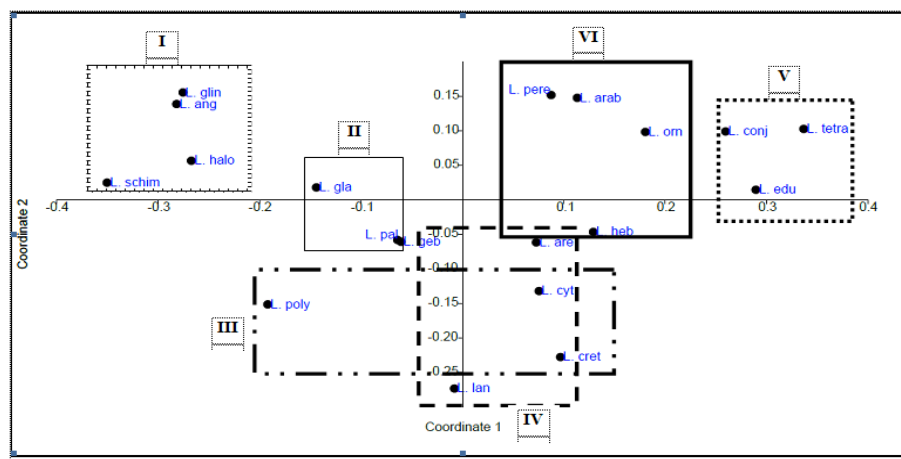 I
VI
L. glin
L. ang
L. pere
L. arab
0.15
V
L. orn
0.10
L. conj
L. tetra
II
L. halo
0.05
L. schim
L. gla
L. edu
-0.4
-0.3
-0.2
-0.1
0.1
0.2
0.3
0.4
Coordinate 2
L. pal
L. geb
-0.05
L. are
L. heb
-0.10
L. poly
L. cyt
-0.15
III
-0.20
L. cret
-0.25
L. lan
Coordinate 1
IV